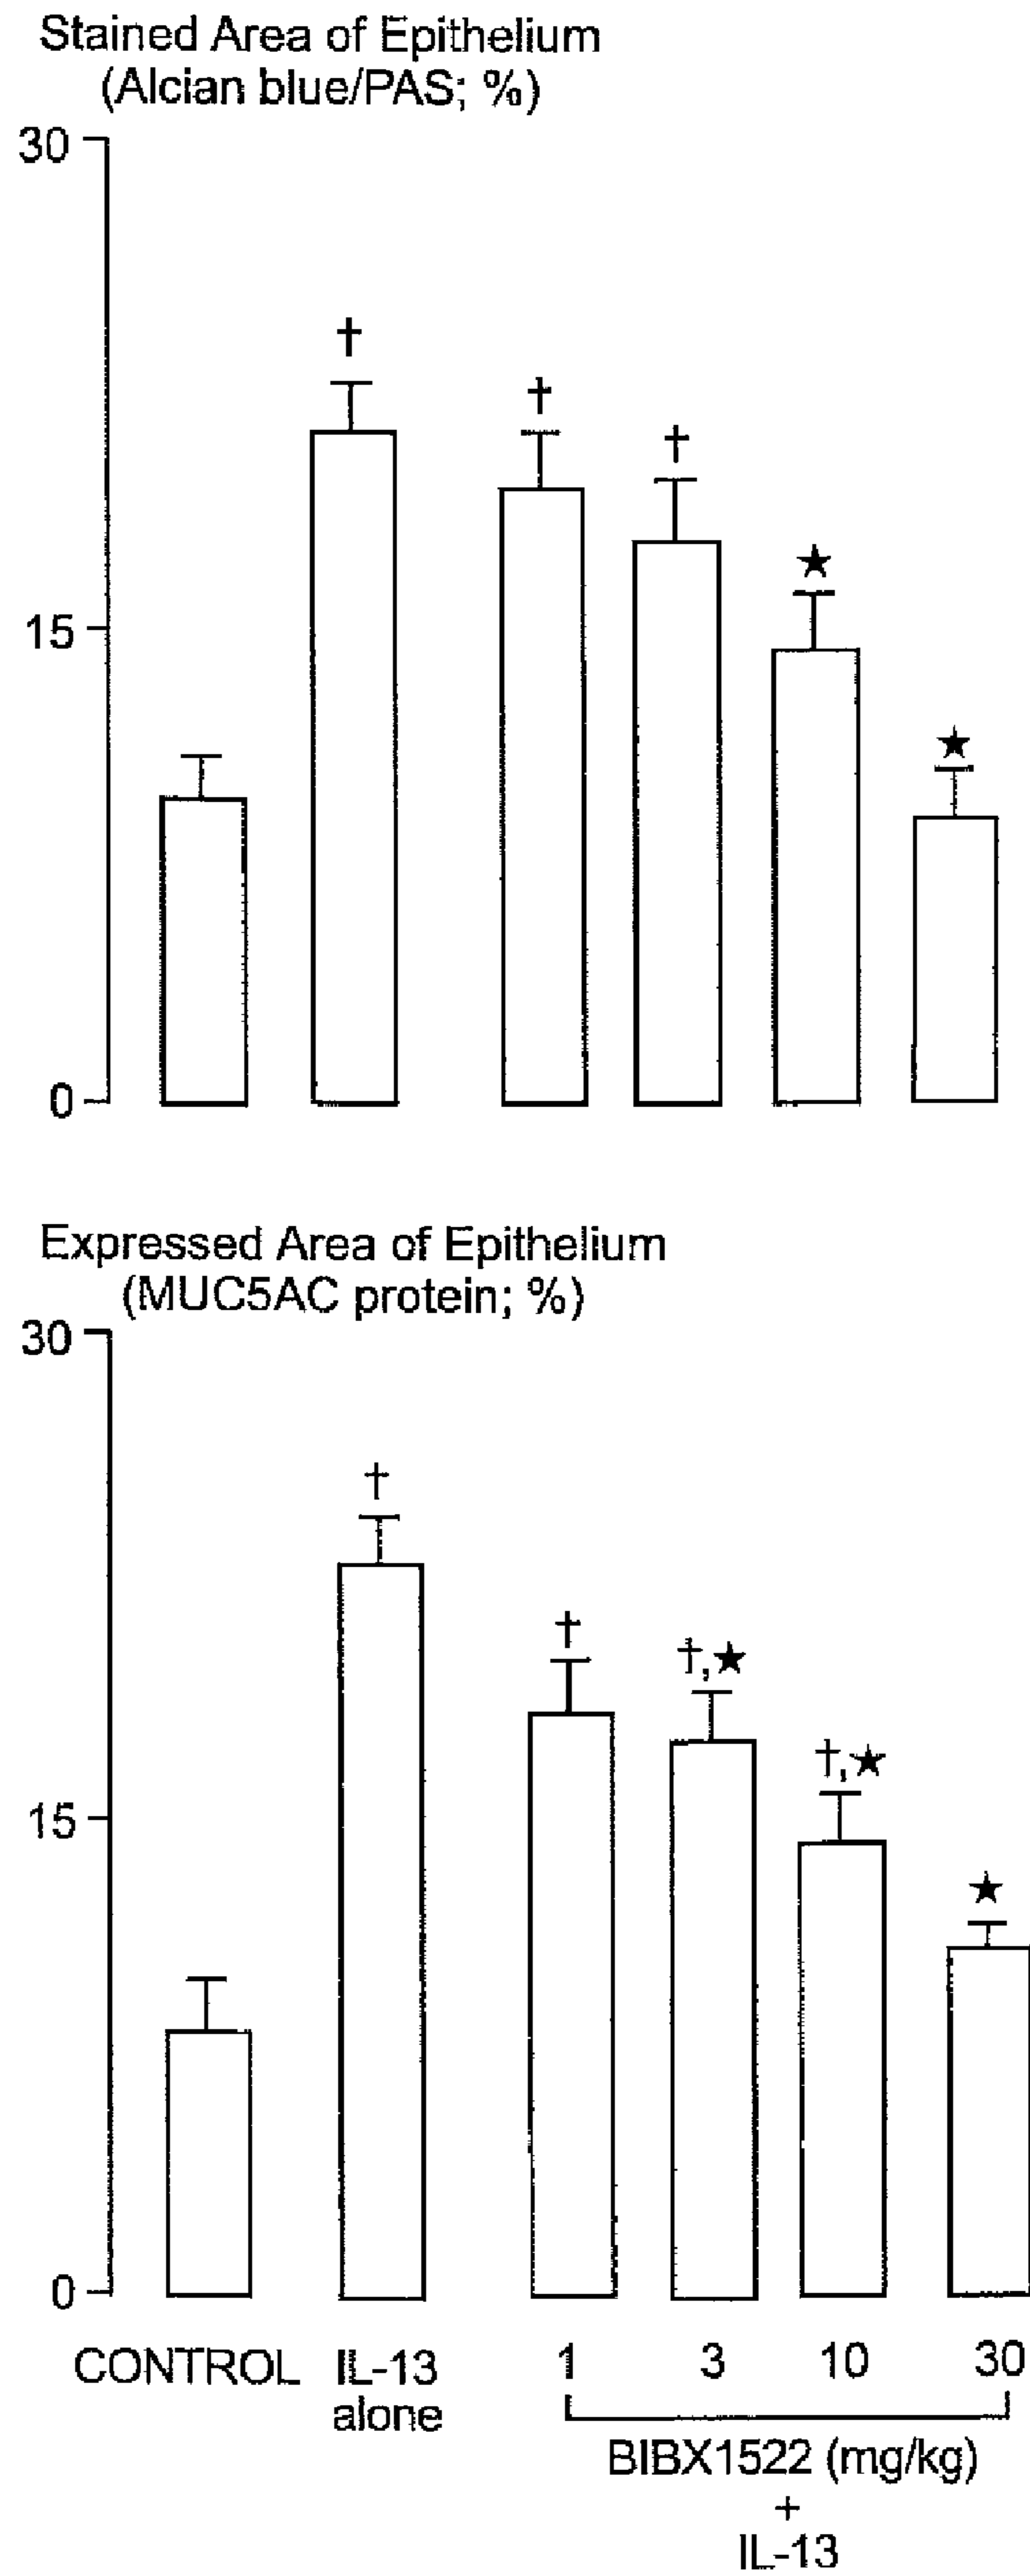 Stained Area of Epithelium
(Alcian blue/PAS; %)
30
†
†
†
★
15
★
0
Expressed Area of Epithelium
(MUC5AC protein; %)
30
†
†
†,★
†,★
15
★
0
CONTROL IL-13 1 3 10 30
alone
BIBX1522 (mg/kg)
+
IL-13